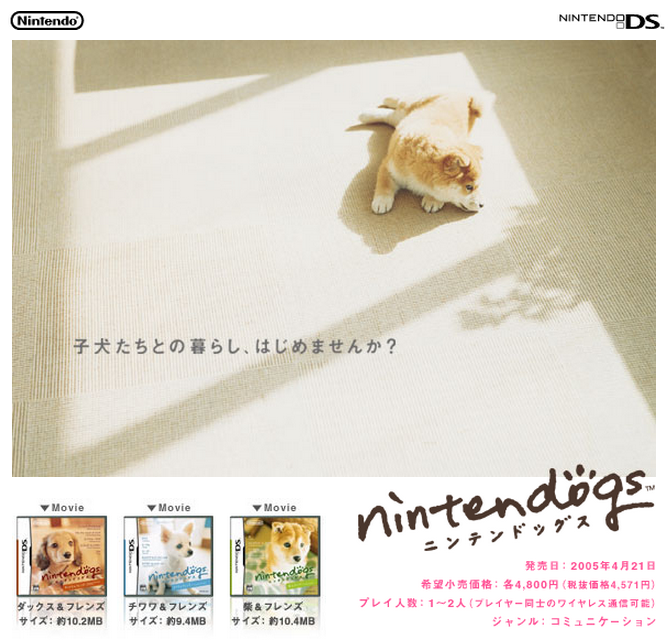 Nintendo
NINTENDO DS
子犬たちとの暮らし、はじめませんか？
nintendogs™
ニンテンドッグス
▼Movie
▼Movie
▼Movie
nintendogs
nintendogs
nintendogs
ダックス＆フレンズ
サイズ：約10.2MB
チワワ＆フレンズ
サイズ：約9.4MB
柴＆フレンズ
サイズ：約10.4MB
発売日：2005年4月21日
希望小売価格：各4,800円（税抜価格4,571円）
プレイ人数：1〜2人（プレイヤー同士のワイヤレス通信可能）
ジャンル：コミュニケーション